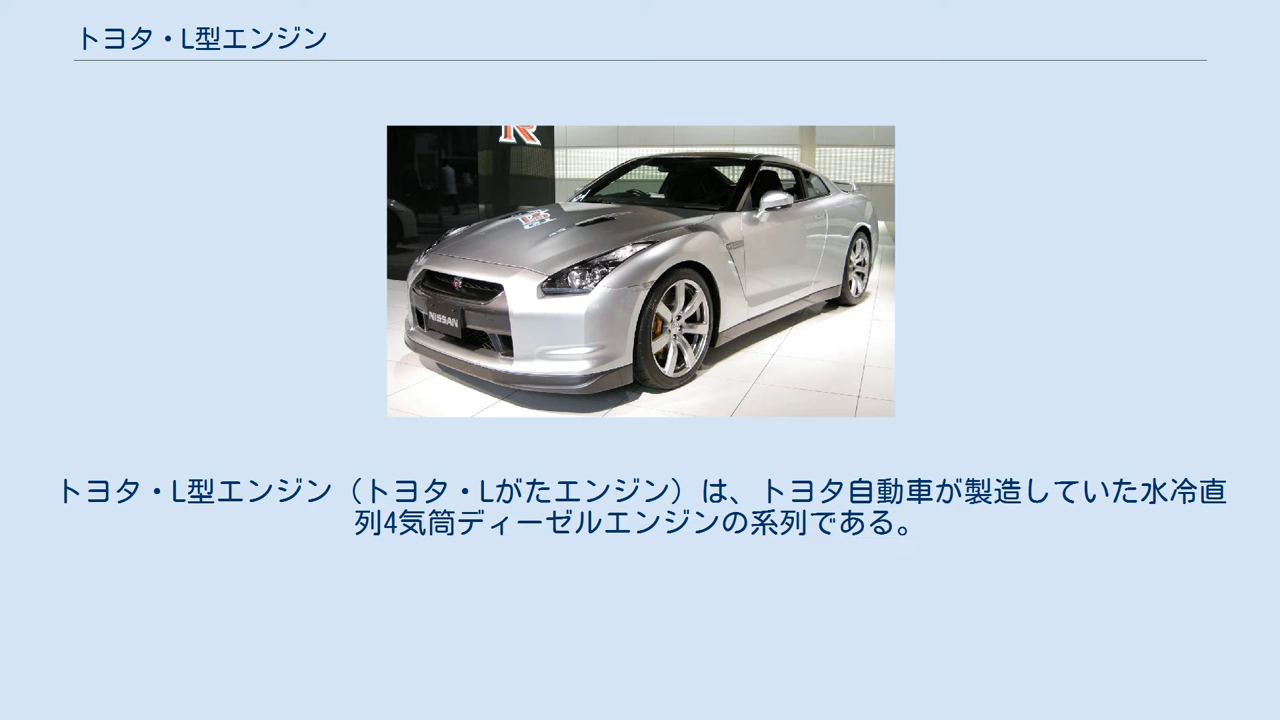 トヨタ・L型エンジン
R
NISSAN
トヨタ・L型エンジン（トヨタ・Lがたエンジン）は、トヨタ自動車が製造していた水冷直
列4気筒ディーゼルエンジンの系列である。